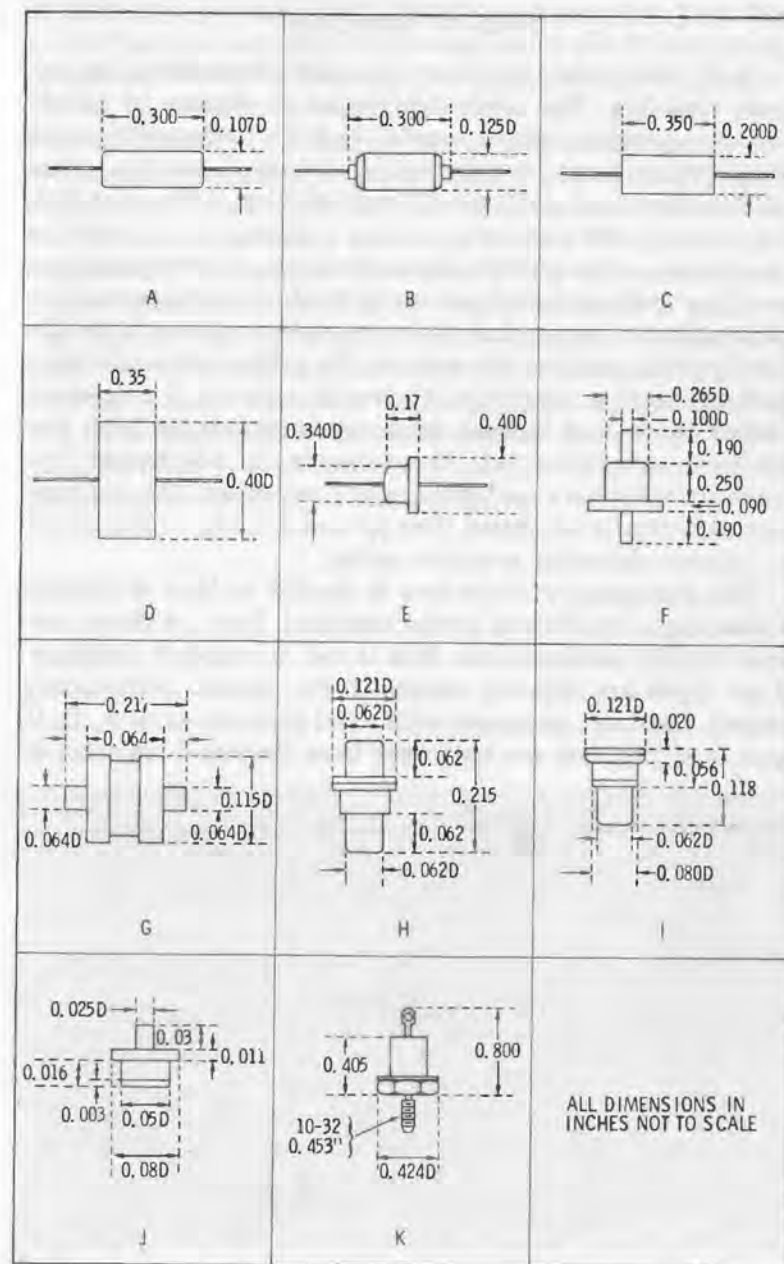 0.300
0.107D
A
0.300
0.125D
B
0.350
0.200D
C
0.35
0.40D
D
0.17
0.340D
0.40D
E
0.265D
0.100D
0.190
0.250
0.090
0.190
F
0.064
0.115D
0.064D
0.064D
G
0.121D
0.062D
0.062
0.215
0.062
0.062D
H
0.121D
0.020
0.056
0.118
0.062D
0.080D
I
0.025D
0.03
0.011
0.016
0.003
0.05D
0.08D
J
0.405
0.800
10-32
0.453"
0.424D
K
ALL DIMENSIONS IN
INCHES NOT TO SCALE